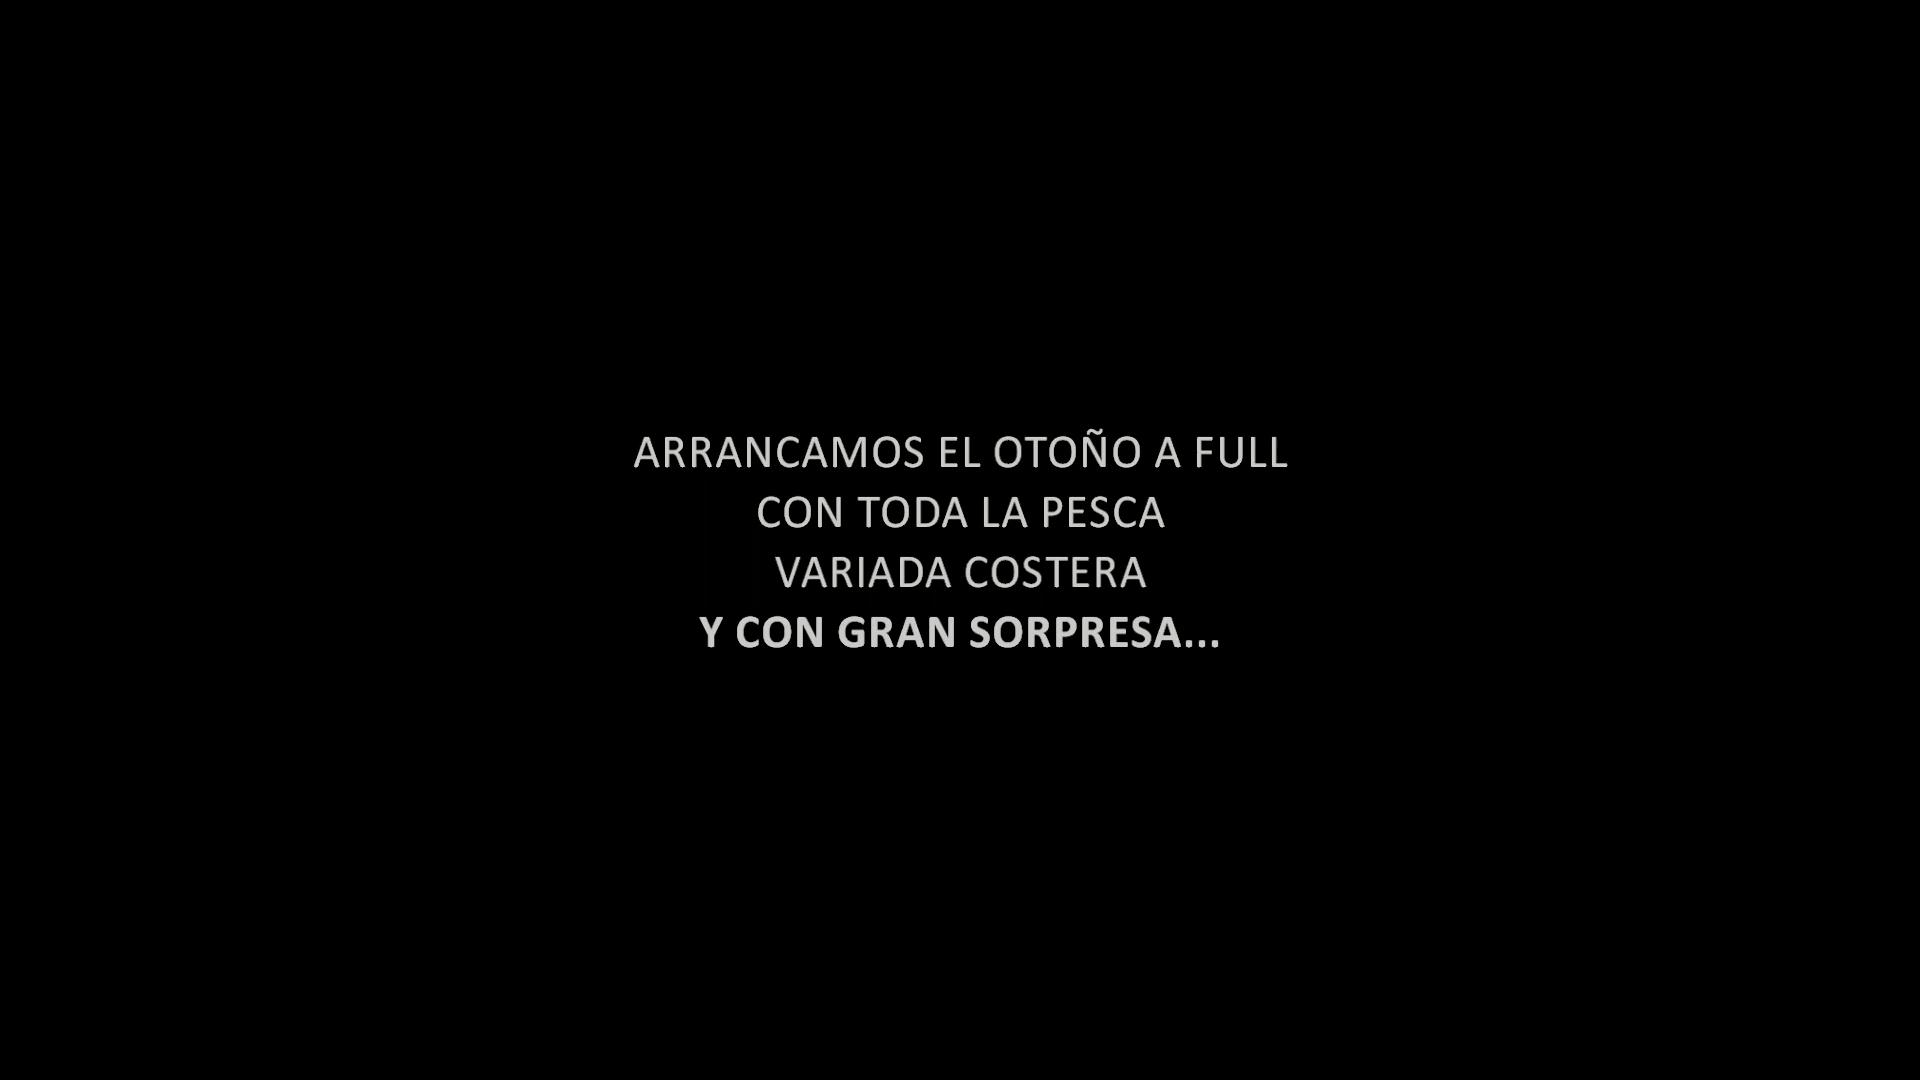 ARRANCAMOS EL OTOÑO A FULL
CON TODA LA PESCA
VARIADA COSTERA
Y CON GRAN SORPRESA...